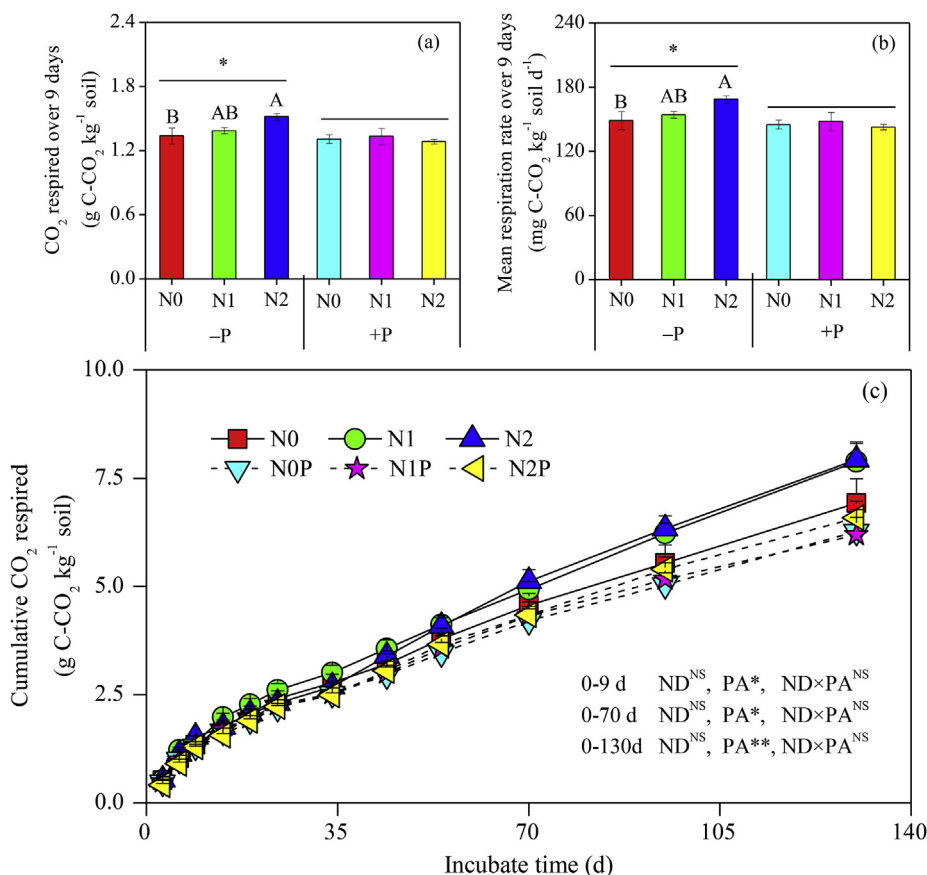 CO₂ respired over 9 days
(g C-CO₂ kg⁻¹ soil)
2.4
1.8
1.2
0.6
0.0
(a)
*
B AB A
N0 N1 N2 N0 N1 N2
–P +P
Mean respiration rate over 9 days
(mg C-CO₂ kg⁻¹ soil d⁻¹)
240
180
120
60
0
(b)
*
B AB A
N0 N1 N2 N0 N1 N2
–P +P
Cumulative CO₂ respired
(g C-CO₂ kg⁻¹ soil)
10.0
7.5
5.0
2.5
0.0
(c)
N0 N1 N2
N0P N1P N2P
0-9 d ND^NS, PA*, ND×PA^NS
0-70 d ND^NS, PA*, ND×PA^NS
0-130d ND^NS, PA**, ND×PA^NS
0 35 70 105 140
Incubate time (d)